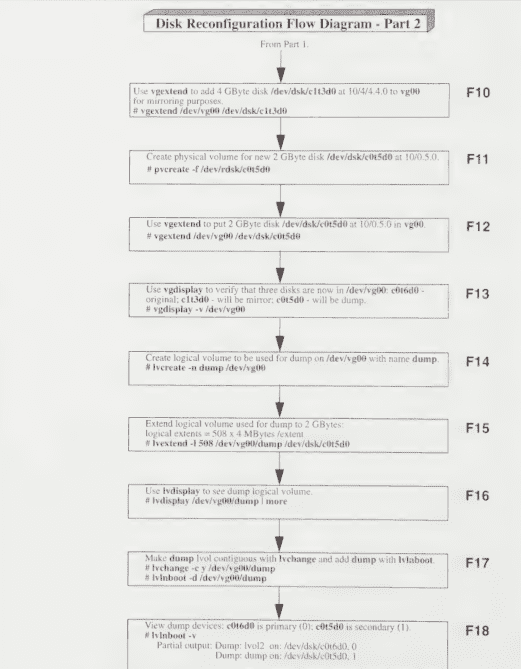 Disk Reconfiguration Flow Diagram - Part 2
From Part 1.
Use vgextend to add 4 GByte disk /dev/dsk/c1t3d0 at 10/4/4.4.0 to vg00
for mirroring purposes.
# vgextend /dev/vg00 /dev/dsk/c1t3d0
F10
Create physical volume for new 2 GByte disk /dev/dsk/c0t5d0 at 10/0.5.0.
# pvcreate -f /dev/rdsk/c0t5d0
F11
Use vgextend to put 2 GByte disk /dev/dsk/c0t5d0 at 10/0.5.0 in vg00.
# vgextend /dev/vg00 /dev/dsk/c0t5d0
F12
Use vgdisplay to verify that three disks are now in /dev/vg00: c0t6d0 -
original; c1t3d0 - will be mirror; c0t5d0 - will be dump.
# vgdisplay -v /dev/vg00
F13
Create logical volume to be used for dump on /dev/vg00 with name dump.
# lvcreate -n dump /dev/vg00
F14
Extend logical volume used for dump to 2 GBytes:
logical extents = 508 x 4 MBytes /extent
# lvextend -l 508 /dev/vg00/dump /dev/dsk/c0t5d0
F15
Use lvdisplay to see dump logical volume.
# lvdisplay /dev/vg00/dump | more
F16
Make dump lvol contiguous with lvchange and add dump with lvlnboot.
# lvchange -c y /dev/vg00/dump
# lvlnboot -d /dev/vg00/dump
F17
View dump devices: c0t6d0 is primary (0); c0t5d0 is secondary (1).
# lvlnboot -v
Partial output: Dump: lvol2 on: /dev/dsk/c0t6d0, 0
Dump: dump on: /dev/dsk/c0t5d0, 1
F18